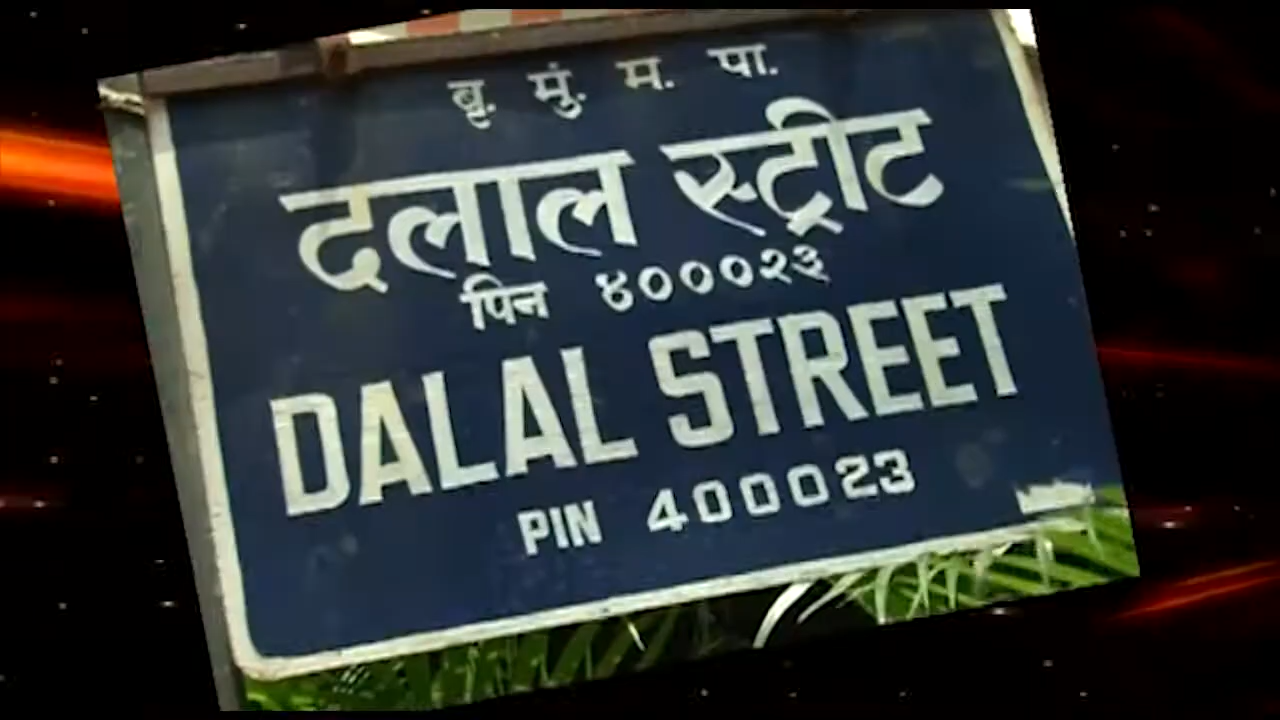 बृ. मुं. म. पा.
दलाल स्ट्रीट
पिन ४०००२३
DALAL STREET
PIN 400023